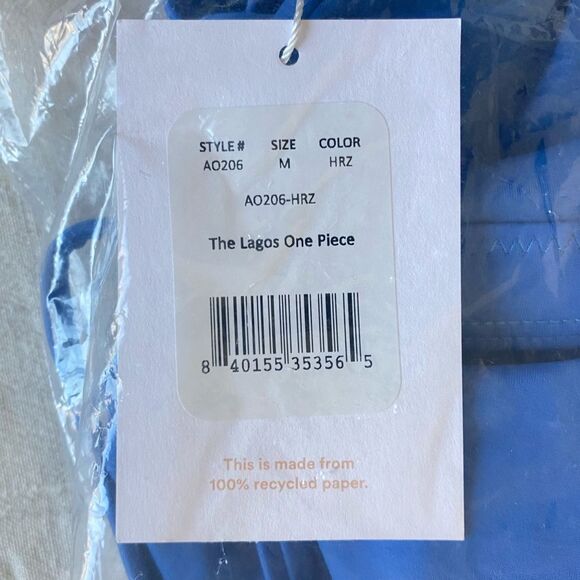 STYLE # SIZE COLOR
AO206 M HRZ
AO206-HRZ
The Lagos One Piece
8 40155 35356 5
This is made from
100% recycled paper.